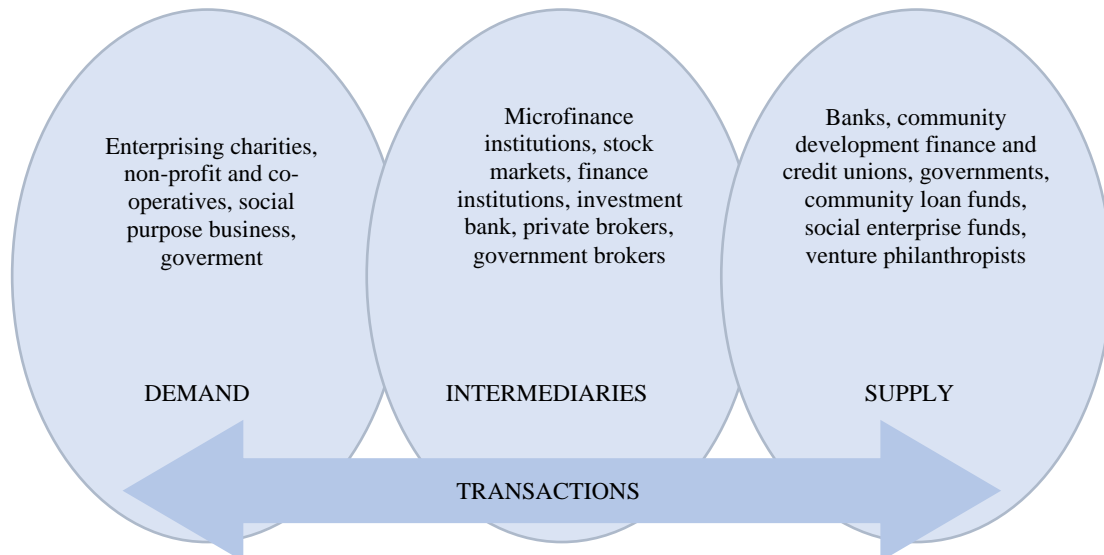 Enterprising charities,
non-profit and co-
operatives, social
purpose business,
goverment
DEMAND
Microfinance
institutions, stock
markets, finance
institutions, investment
bank, private brokers,
government brokers
INTERMEDIARIES
Banks, community
development finance and
credit unions, governments,
community loan funds,
social enterprise funds,
venture philanthropists
SUPPLY
TRANSACTIONS